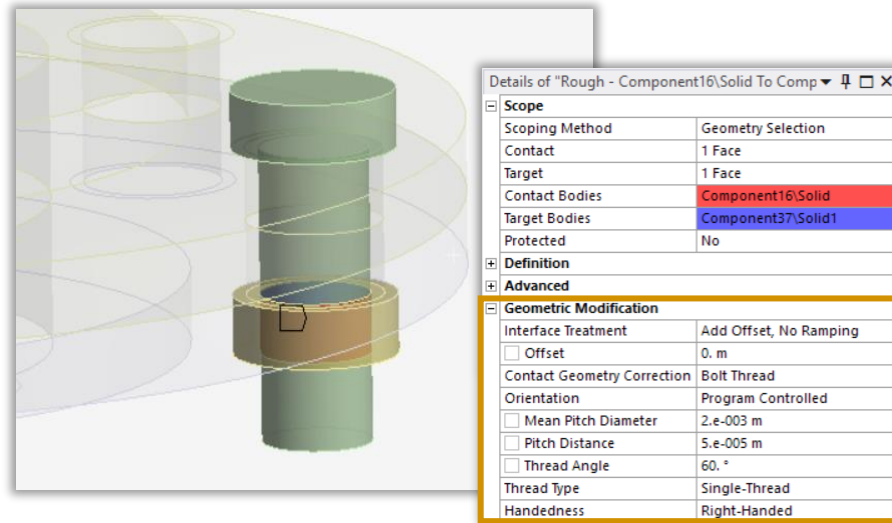 Details of "Rough - Component16\Solid To Comp
Scope
Scoping Method Geometry Selection
Contact 1 Face
Target 1 Face
Contact Bodies Component16\Solid
Target Bodies Component37\Solid1
Protected No
Definition
Advanced
Geometric Modification
Interface Treatment Add Offset, No Ramping
Offset 0. m
Contact Geometry Correction Bolt Thread
Orientation Program Controlled
Mean Pitch Diameter 2.e-003 m
Pitch Distance 5.e-005 m
Thread Angle 60. °
Thread Type Single-Thread
Handedness Right-Handed